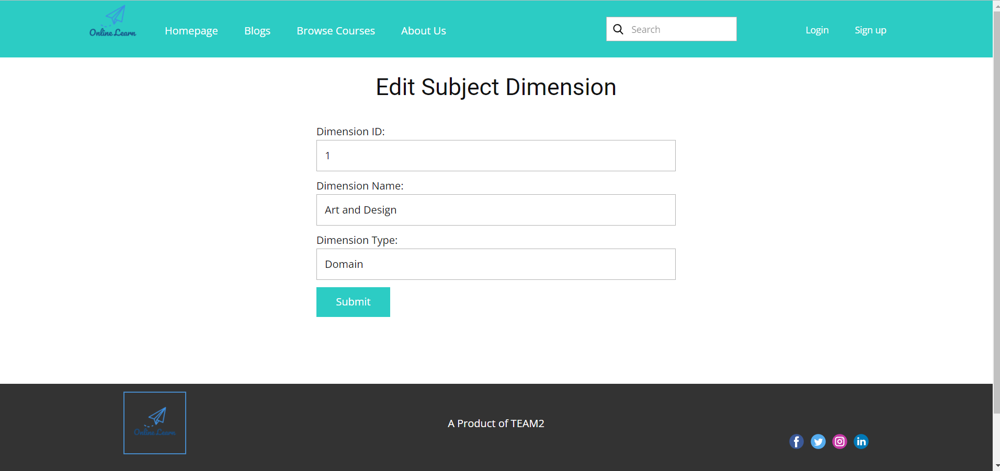 Online Learn
Homepage
Blogs
Browse Courses
About Us
Search
Login
Sign up
Edit Subject Dimension
Dimension ID:
1
Dimension Name:
Art and Design
Dimension Type:
Domain
Submit
Online Learn
A Product of TEAM2
f
in